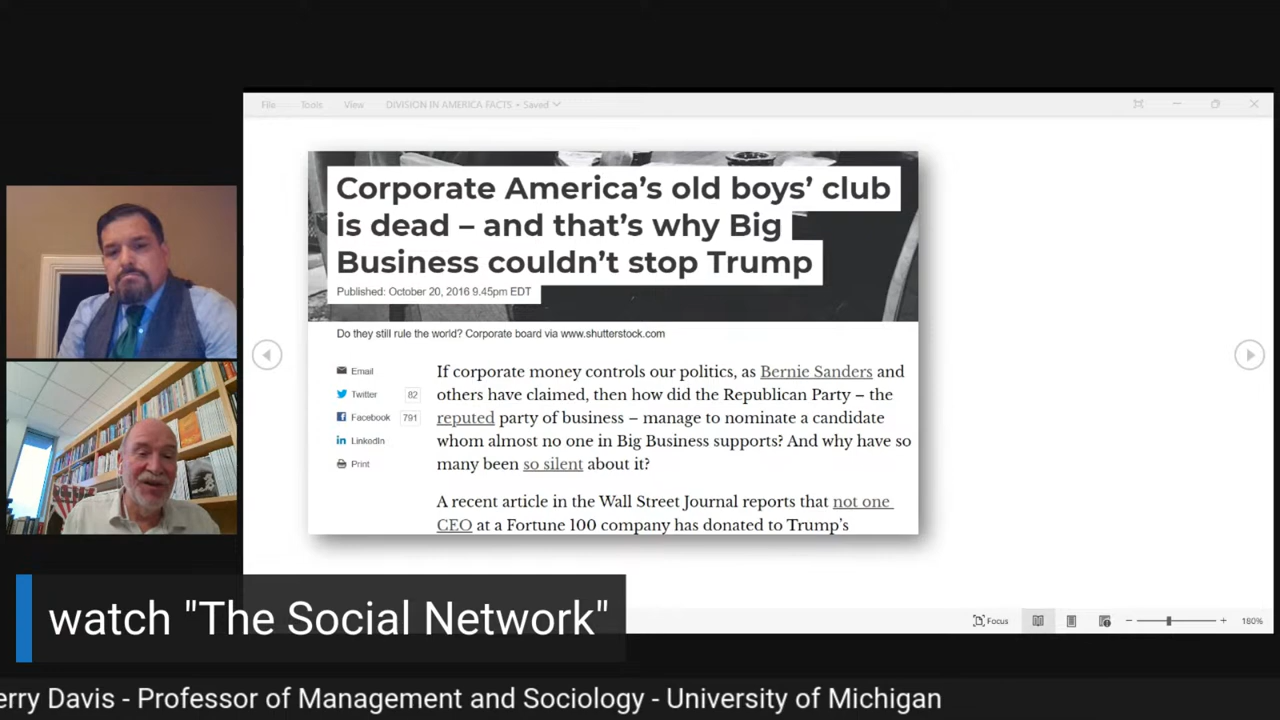 File Tools View DIVISION IN AMERICA FACTS • Saved
Corporate America's old boys' club
is dead – and that's why Big
Business couldn't stop Trump
Published: October 20, 2016 9.45pm EDT
Do they still rule the world? Corporate board via www.shutterstock.com
Email
Twitter 82
Facebook 791
LinkedIn
Print
If corporate money controls our politics, as Bernie Sanders and
others have claimed, then how did the Republican Party – the
reputed party of business – manage to nominate a candidate
whom almost no one in Big Business supports? And why have so
many been so silent about it?
A recent article in the Wall Street Journal reports that not one
CEO at a Fortune 100 company has donated to Trump's
Focus
180%
watch "The Social Network"
erry Davis - Professor of Management and Sociology - University of Michigan